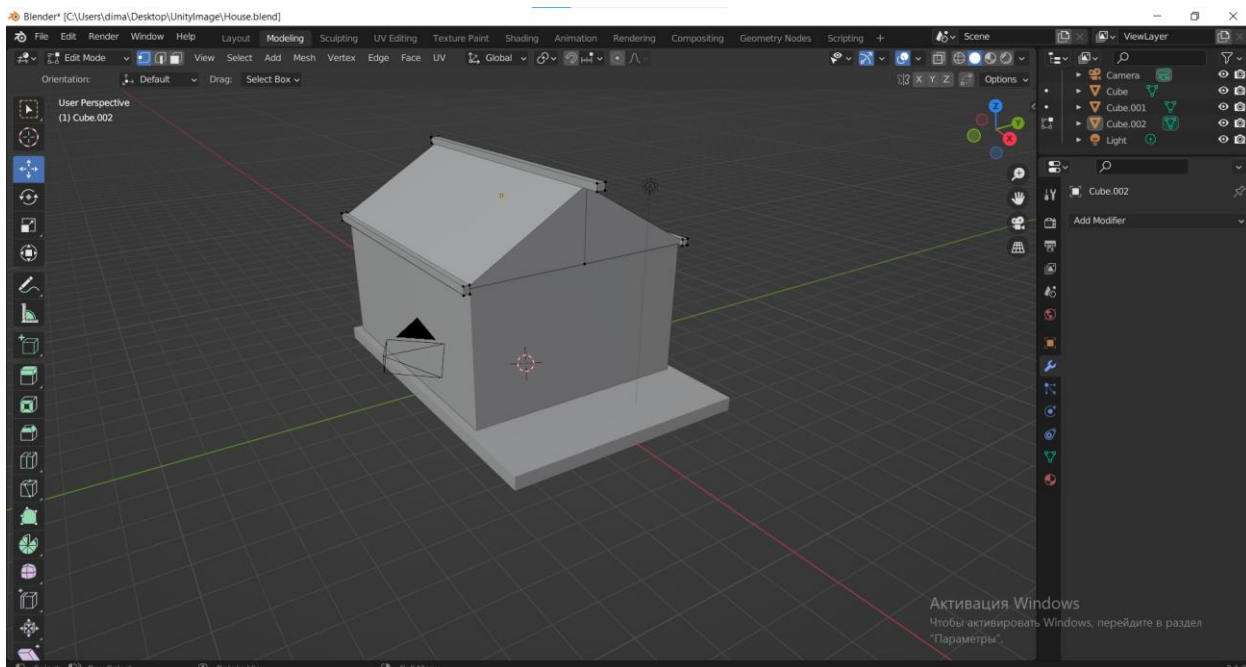 Blender* [C:\Users\dima\Desktop\UnityImage\House.blend]
File Edit Render Window Help Layout Modeling Sculpting UV Editing Texture Paint Shading Animation Rendering Compositing Geometry Nodes Scripting + Scene ViewLayer
Edit Mode View Select Add Mesh Vertex Edge Face UV Global
Orientation: Default Drag: Select Box X Y Z Options
User Perspective
(1) Cube.002
Z
Y
X
Camera
Cube
Cube.001
Cube.002
Light
Cube.002
Add Modifier
Активация Windows
Чтобы активировать Windows, перейдите в раздел
"Параметры".